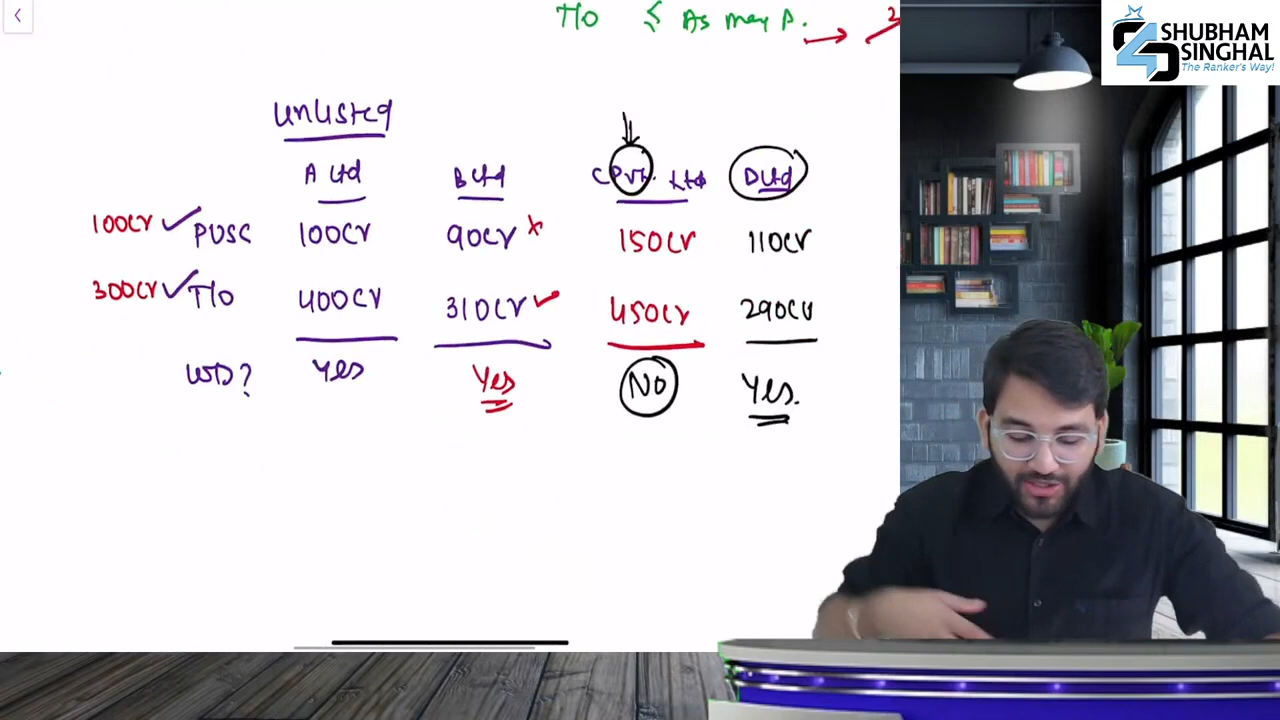 T/O ≤ As may p. → 2
SHUBHAM
SINGHAL
The Ranker's Way!
unlisted
A Ltd B Ltd C Pvt. Ltd D Ltd
100cr ✓ PUSC 100cr 90cr x 150cr 110cr
300cr ✓ T/O 400cr 310cr ✓ 450cr 290cr
WD? Yes Yes NO Yes.